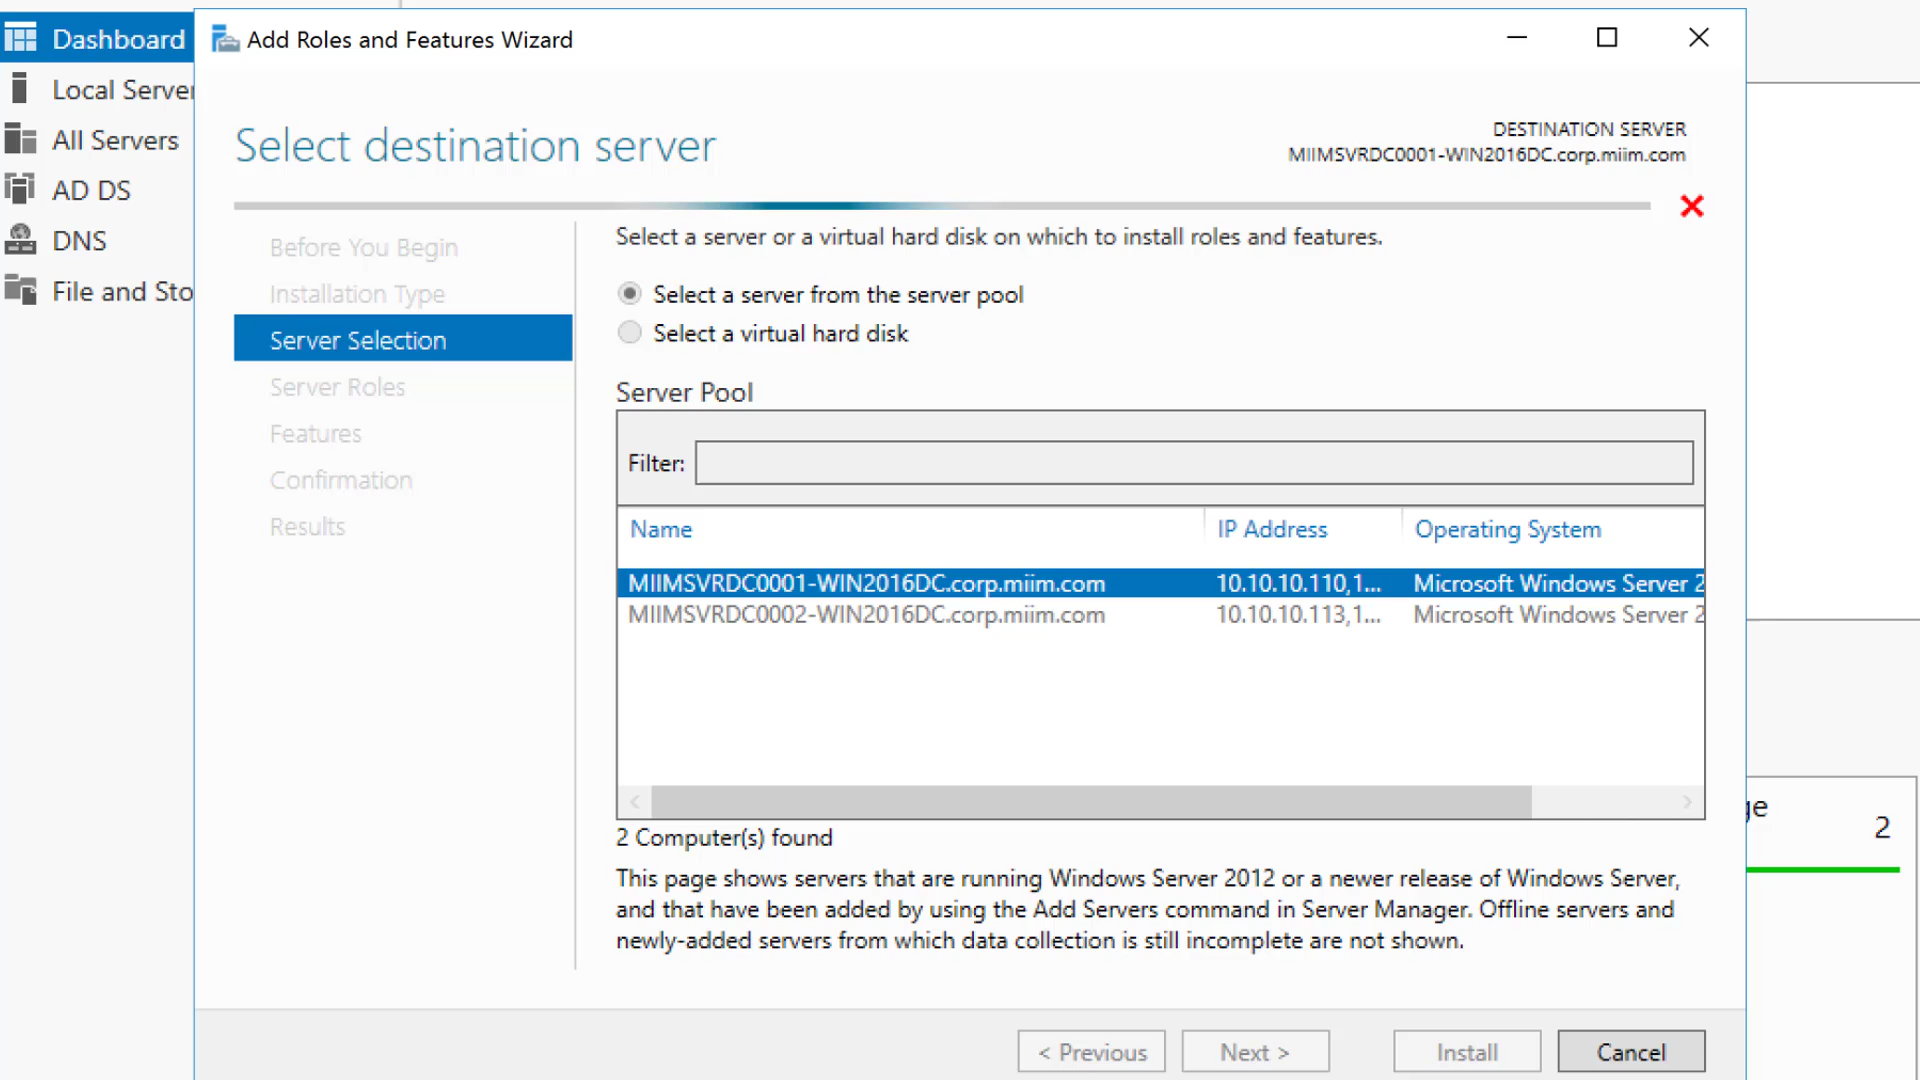 Dashboard
Local Server
All Servers
AD DS
DNS
File and Sto
Add Roles and Features Wizard
Select destination server
DESTINATION SERVER
MIIMSVRDC0001-WIN2016DC.corp.miim.com
Before You Begin
Installation Type
Server Selection
Server Roles
Features
Confirmation
Results
Select a server or a virtual hard disk on which to install roles and features.
Select a server from the server pool
Select a virtual hard disk
Server Pool
Filter:
Name IP Address Operating System
MIIMSVRDC0001-WIN2016DC.corp.miim.com 10.10.10.110,1... Microsoft Windows Server 2
MIIMSVRDC0002-WIN2016DC.corp.miim.com 10.10.10.113,1... Microsoft Windows Server 2
2 Computer(s) found
This page shows servers that are running Windows Server 2012 or a newer release of Windows Server,
and that have been added by using the Add Servers command in Server Manager. Offline servers and
newly-added servers from which data collection is still incomplete are not shown.
< Previous
Next >
Install
Cancel
ge
2